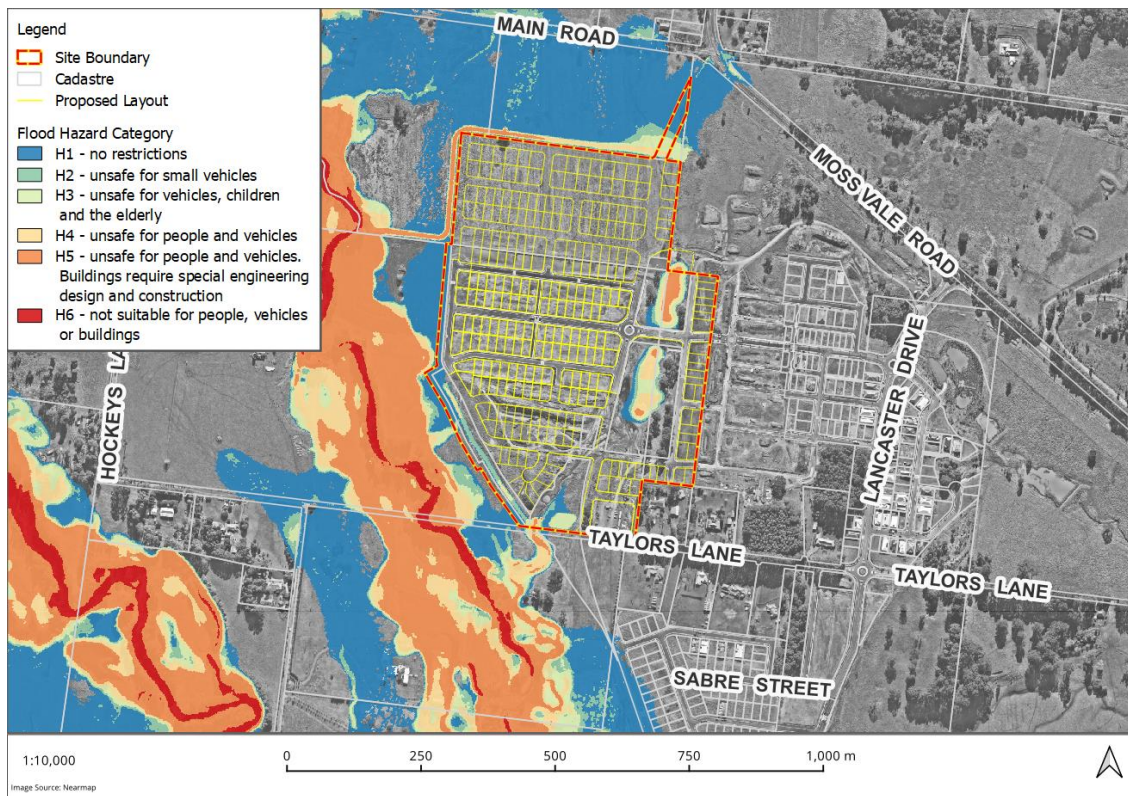 Legend
Site Boundary
Cadastre
Proposed Layout
Flood Hazard Category
H1 - no restrictions
H2 - unsafe for small vehicles
H3 - unsafe for vehicles, children
and the elderly
H4 - unsafe for people and vehicles
H5 - unsafe for people and vehicles.
Buildings require special engineering
design and construction
H6 - not suitable for people, vehicles
or buildings
MAIN ROAD
MOSS VALE ROAD
LANCASTER DRIVE
HOCKEYS LA
TAYLORS LANE
TAYLORS LANE
SABRE STREET
1:10,000
0 250 500 750 1,000 m
Image Source: Nearmap